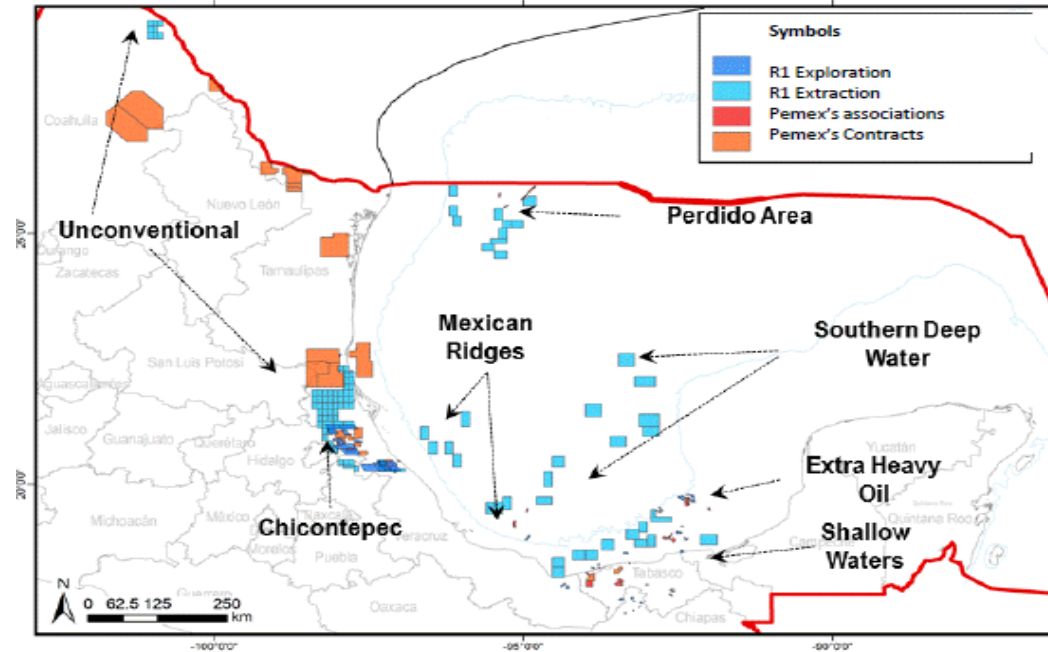 Symbols
R1 Exploration
R1 Extraction
Pemex's associations
Pemex's Contracts
Coahuila
Nuevo León
Unconventional
Perdido Area
25°0'0"
Durango
Zacatecas
Tamaulipas
Mexican
Ridges
Southern Deep
Water
San Luis Potosí
Aguascalientes
Jalisco
Guanajuato
Querétaro
Hidalgo
Yucatán
Extra Heavy
Oil
20°0'0"
Quintana Roo
Michoacán
México
Tlaxcala
Chicontepec
Veracruz
Campeche
Shallow
Waters
Morelos
Puebla
Tabasco
Guerrero
Oaxaca
Chiapas
N
0 62.5 125 250
km
-100°0'0"
-95°0'0"
-90°0'0"